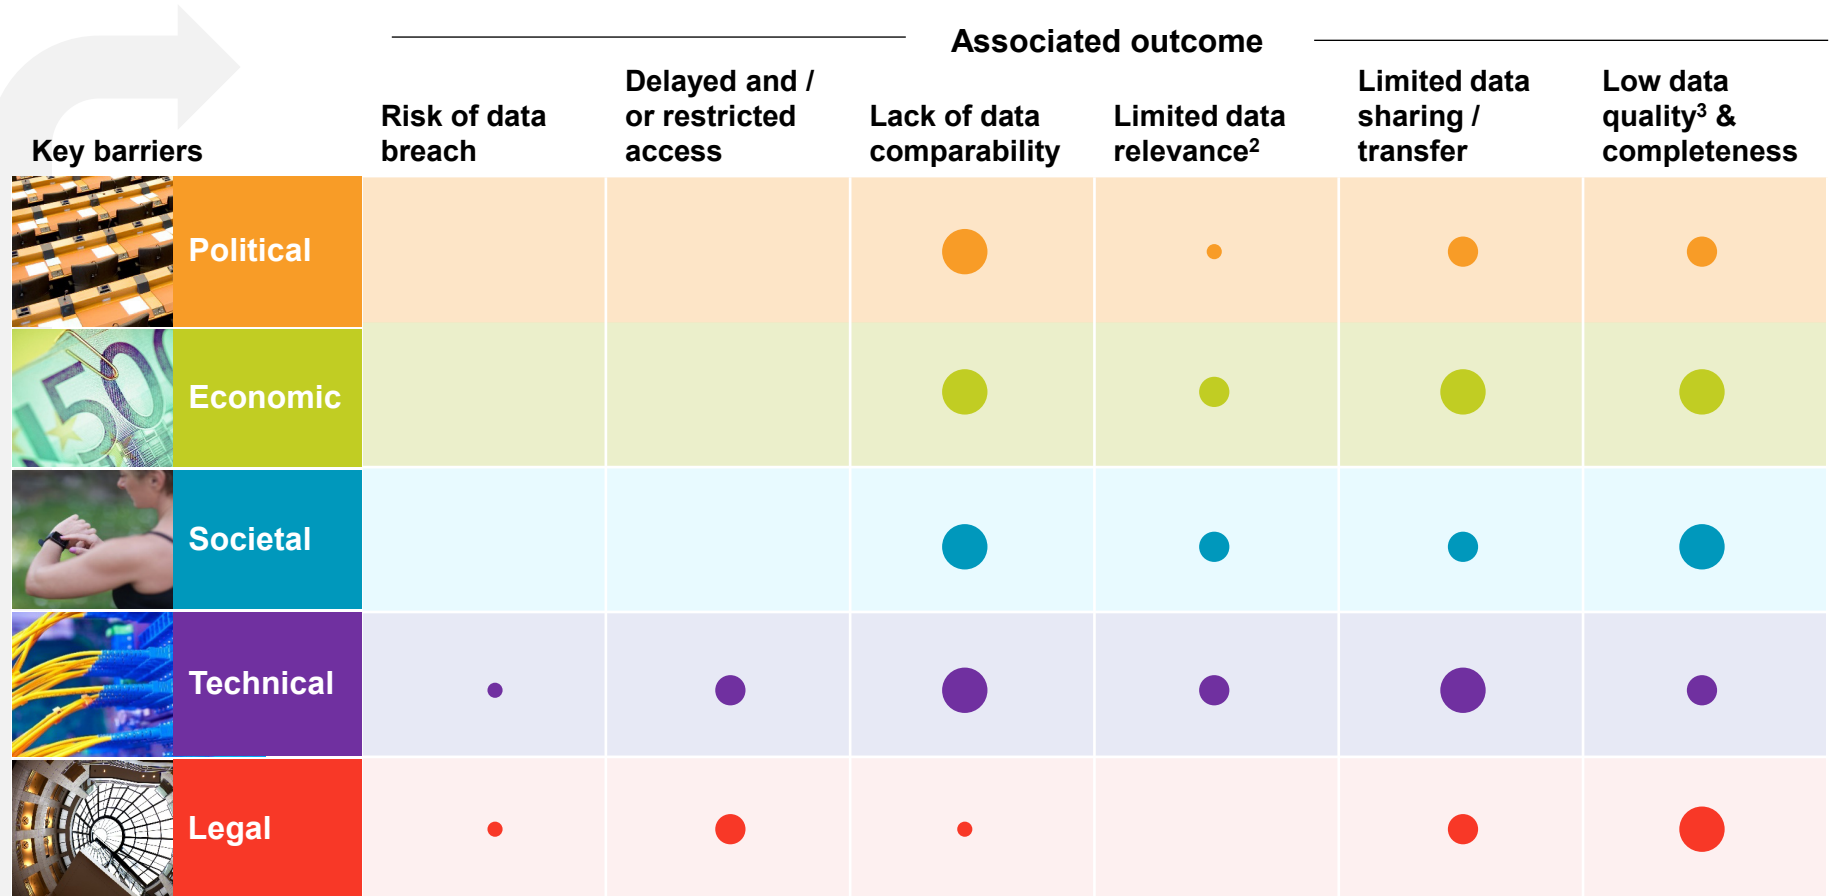 Associated outcome
Key barriers
Risk of data
breach
Delayed and /
or restricted
access
Lack of data
comparability
Limited data
relevance²
Limited data
sharing /
transfer
Low data
quality³ &
completeness
Political
Economic
500
Societal
Technical
Legal